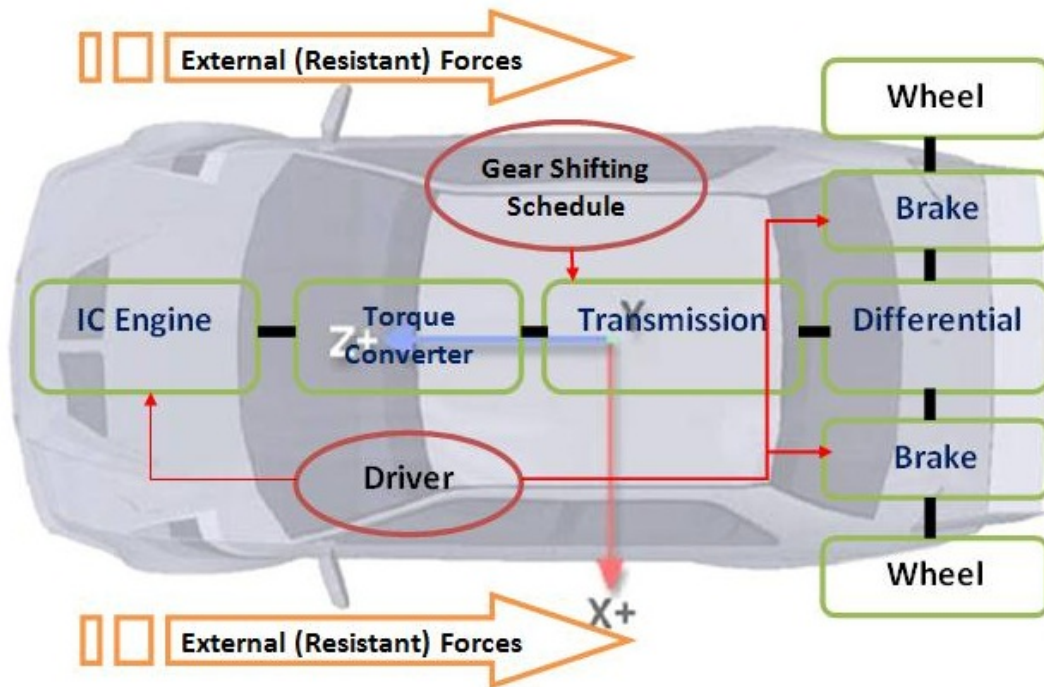 External (Resistant) Forces
Wheel
Gear Shifting
Schedule
Brake
IC Engine
Torque
Converter
Transmission
Differential
Z+
Y
Driver
Brake
X+
Wheel
External (Resistant) Forces